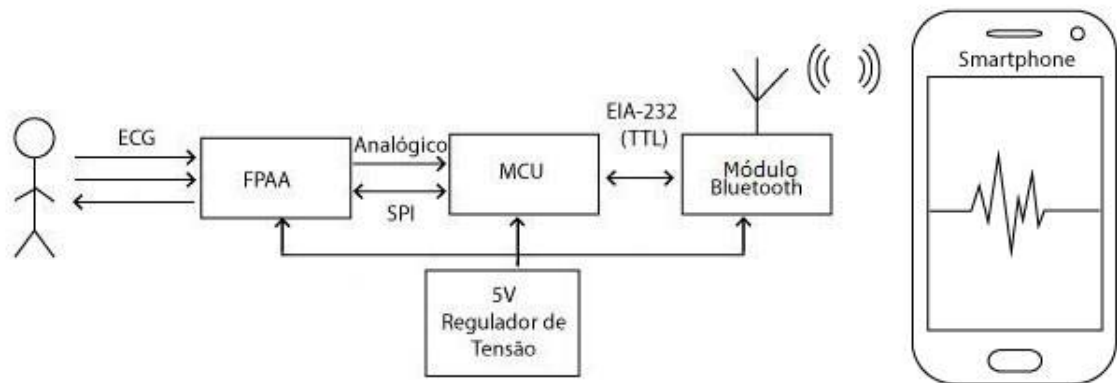 ECG
FPAA
Analógico
SPI
MCU
EIA-232
(TTL)
Módulo
Bluetooth
Smartphone
5V
Regulador de
Tensão